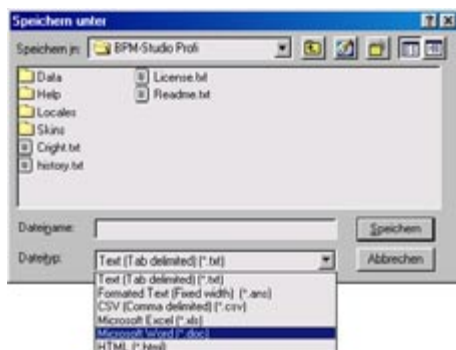 Speichern unter
Speichern in: BPM-Studio Profi
Data
Help
Locales
Skins
Cright.txt
history.txt
License.txt
Readme.txt
Dateiname: Speichern
Dateityp: Text (Tab delimited) (*.txt) Abbrechen
Text (Tab delimited) (*.txt)
Formated Text (Fixed width) (*.ans)
CSV (Comma delimited) (*.csv)
Microsoft Excel (*.xls)
Microsoft Word (*.doc)
HTML (*.html)